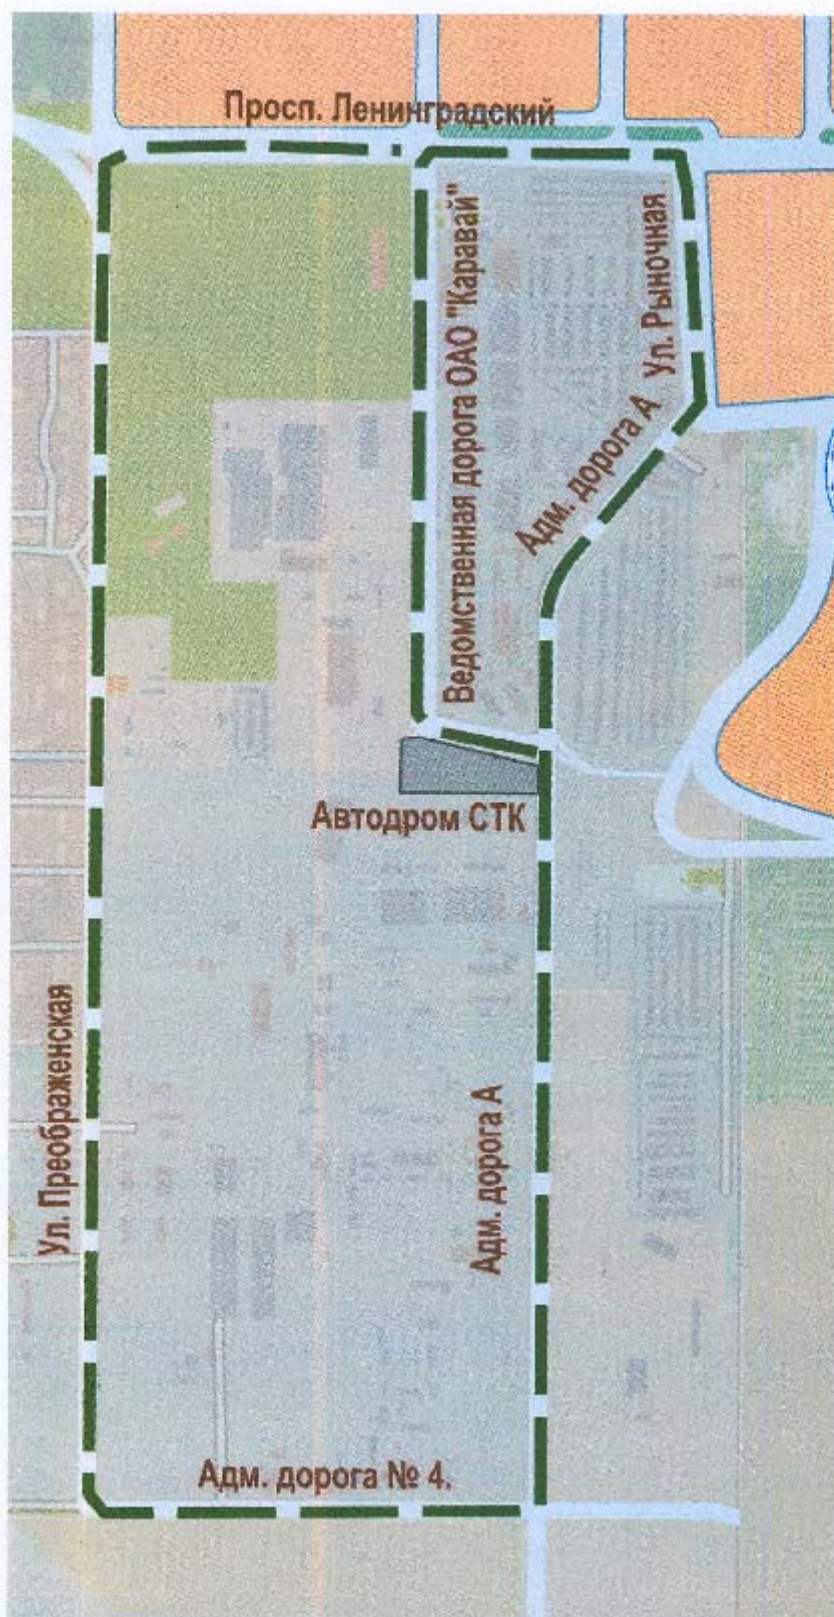 Просп. Ленинградский
Ведомственная дорога ОАО "Каравай"
Ул. Рыночная
Адм. дорога А
Автодром СТК
Ул. Преображенская
Адм. дорога А
Адм. дорога № 4.